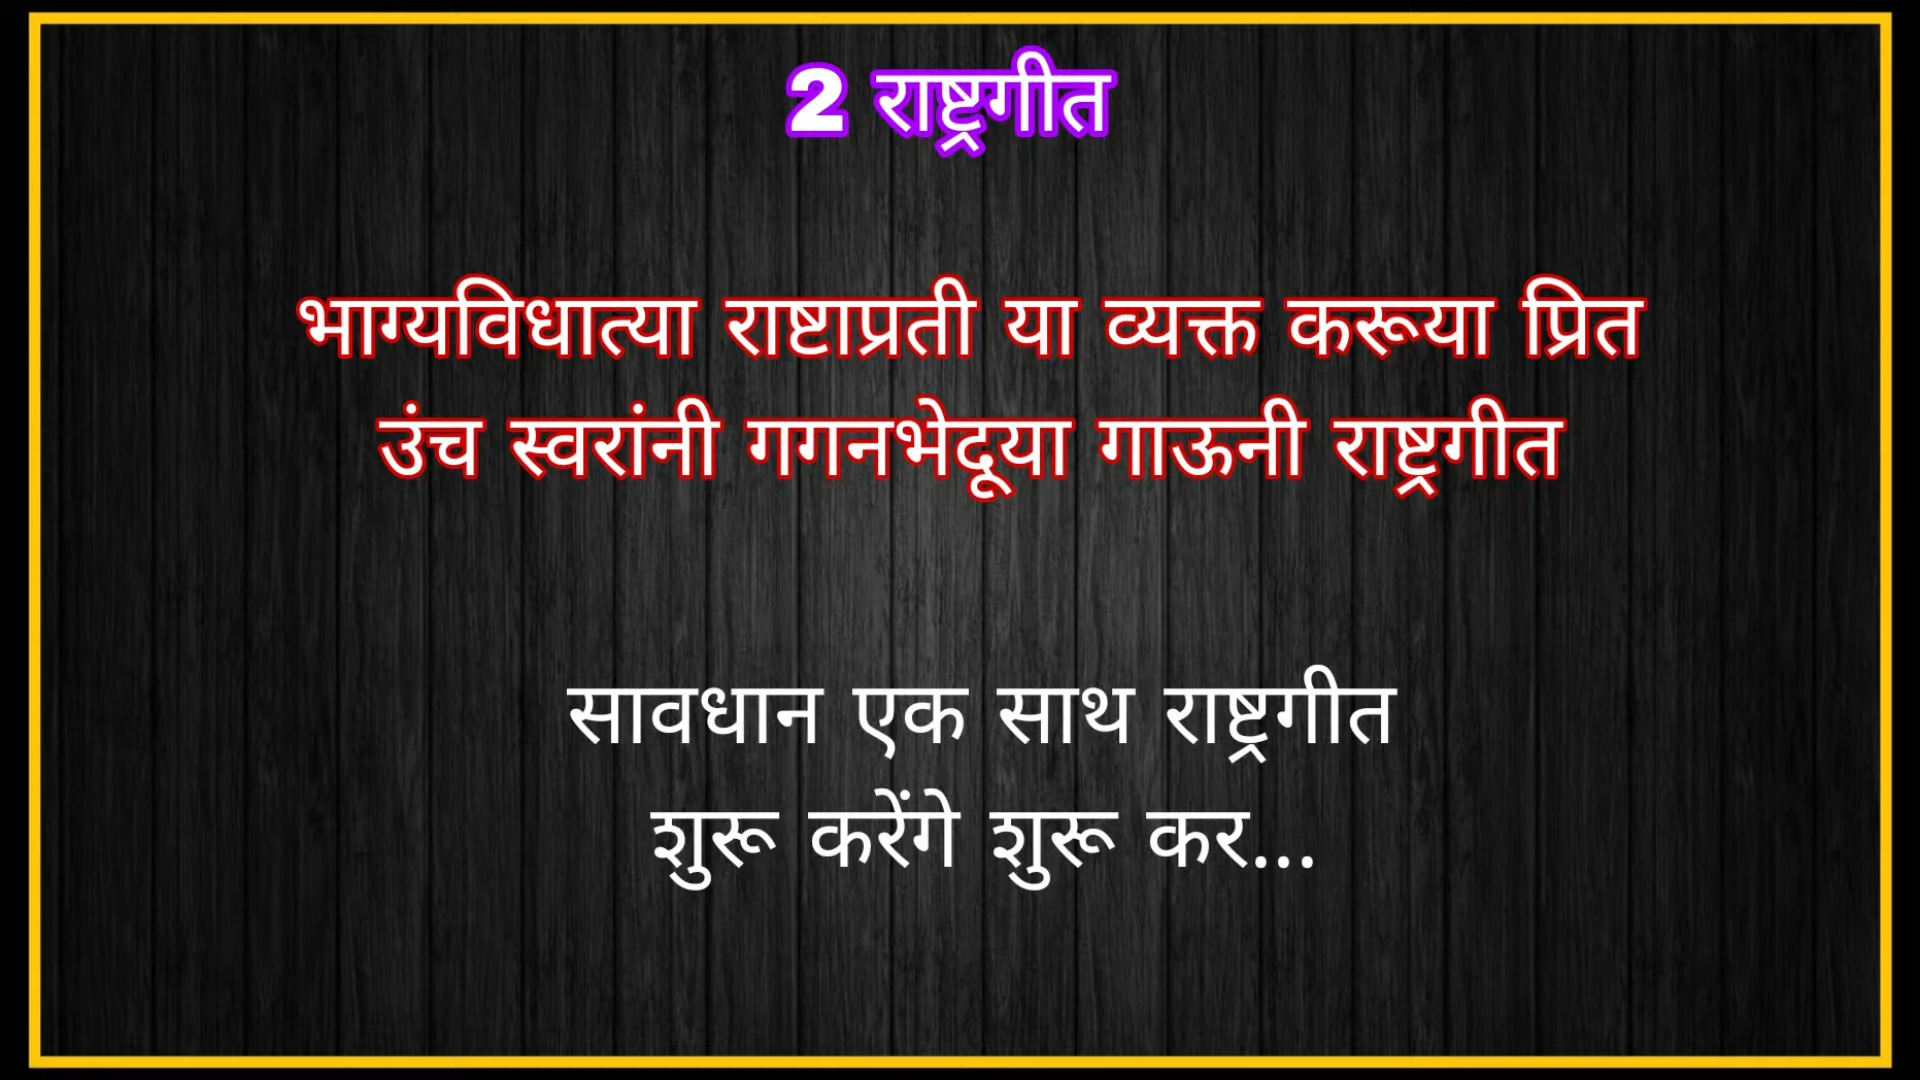 2 राष्ट्रगीत
भाग्यविधात्या राष्टाप्रती या व्यक्त करूया प्रित
उंच स्वरांनी गगनभेदूया गाऊनी राष्ट्रगीत
सावधान एक साथ राष्ट्रगीत
शुरू करेंगे शुरू कर...